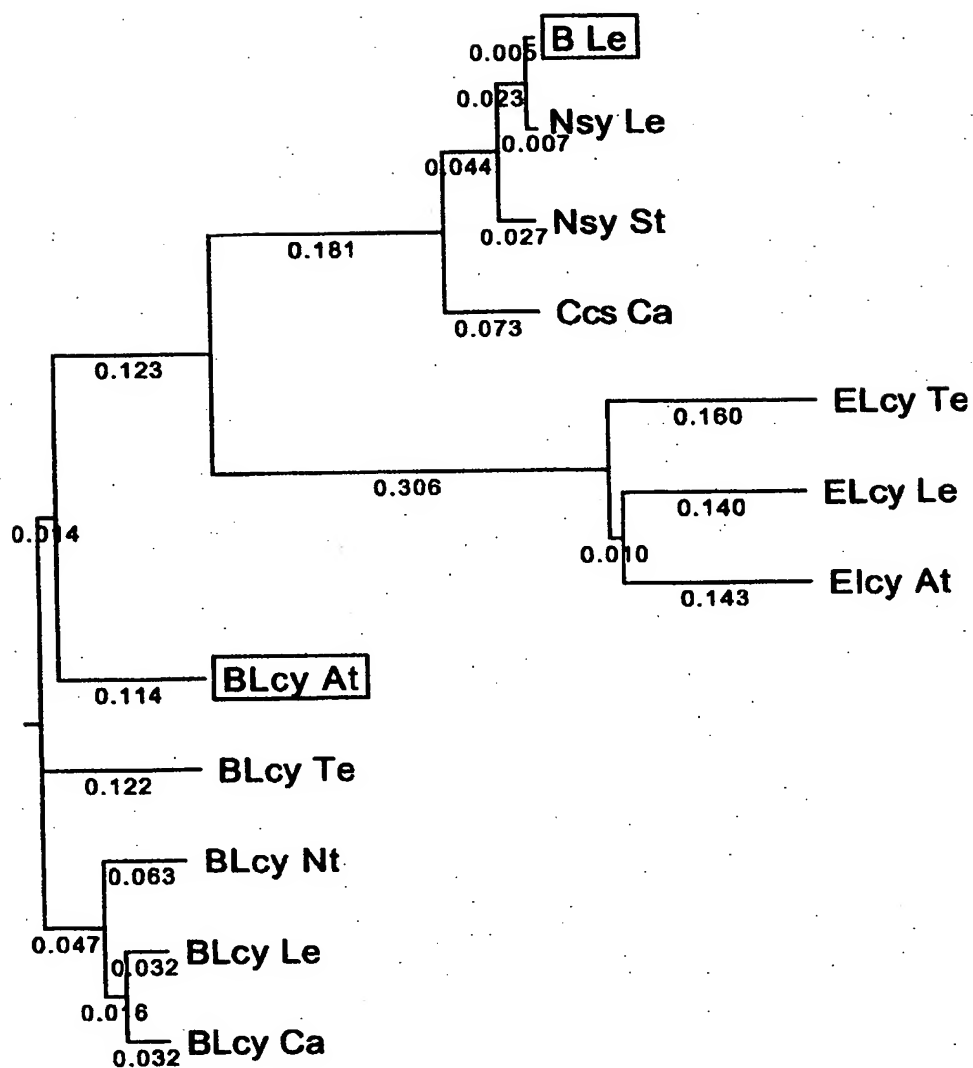 0.005 B Le
0.023
Nsy Le
0.007
0.044
Nsy St
0.027
0.181
Ccs Ca
0.073
0.123
ELcy Te
0.160
0.306
ELcy Le
0.140
0.014
0.010
Elcy At
0.143
BLcy At
0.114
BLcy Te
0.122
BLcy Nt
0.063
0.047
BLcy Le
0.032
0.016
BLcy Ca
0.032